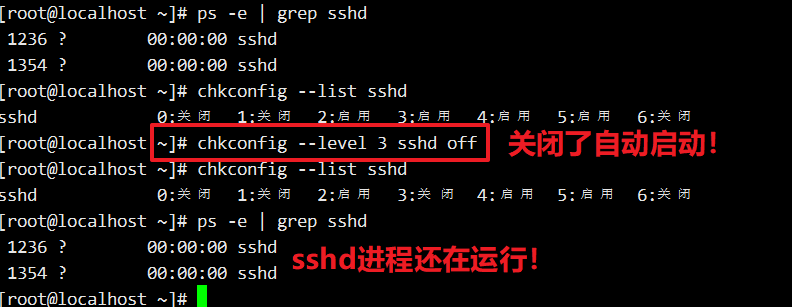 [root@localhost ~]# ps -e | grep sshd
1236 ? 00:00:00 sshd
1354 ? 00:00:00 sshd
[root@localhost ~]# chkconfig --list sshd
sshd 0:关闭 1:关闭 2:启用 3:启用 4:启用 5:启用 6:关闭
[root@localhost ~]# chkconfig --level 3 sshd off 关闭了自动启动！
[root@localhost ~]# chkconfig --list sshd
sshd 0:关闭 1:关闭 2:启用 3:关闭 4:启用 5:启用 6:关闭
[root@localhost ~]# ps -e | grep sshd
1236 ? 00:00:00 sshd
1354 ? 00:00:00 sshd sshd进程还在运行！
[root@localhost ~]#